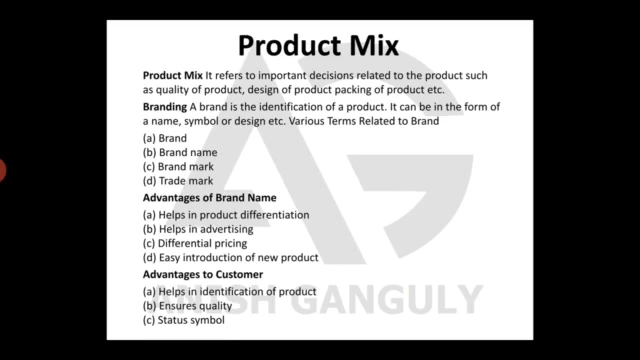 Product Mix
Product Mix It refers to important decisions related to the product such
as quality of product, design of product packing of product etc.
Branding A brand is the identification of a product. It can be in the form of
a name, symbol or design etc. Various Terms Related to Brand
(a) Brand
(b) Brand name
(c) Brand mark
(d) Trade mark
Advantages of Brand Name
(a) Helps in product differentiation
(b) Helps in advertising
(c) Differential pricing
(d) Easy introduction of new product
Advantages to Customer
(a) Helps in identification of product
(b) Ensures quality
(c) Status symbol
ANISH GANGULY